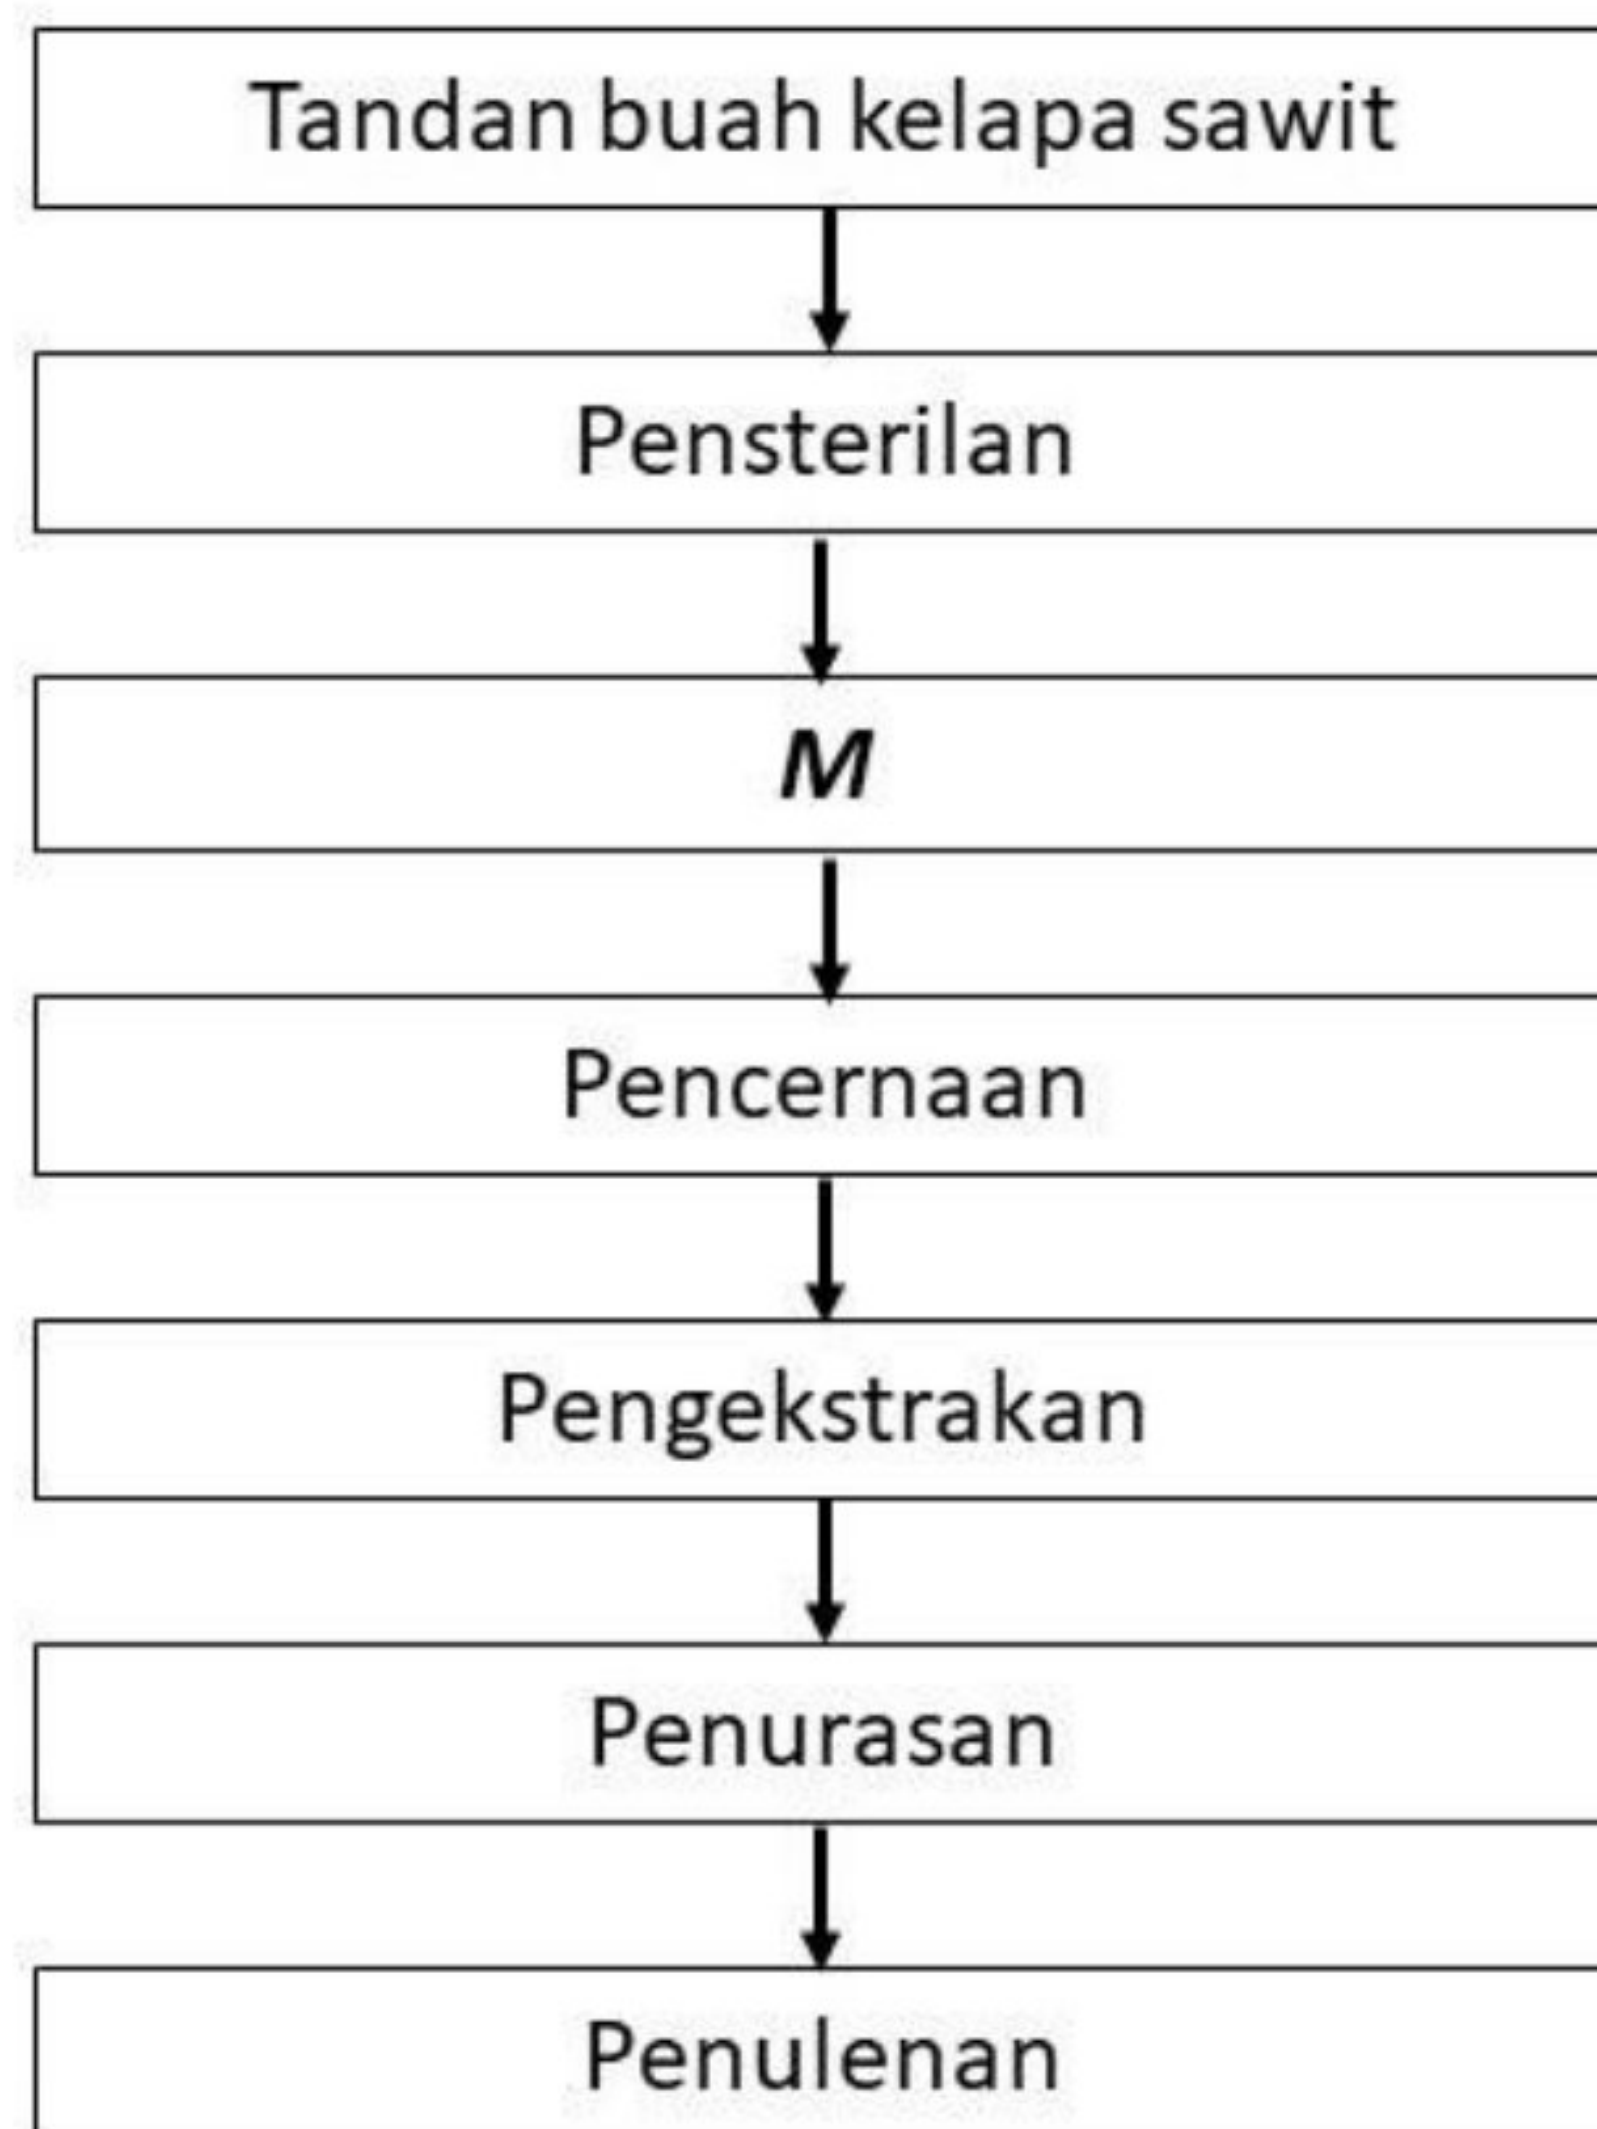 Tandan buah kelapa sawit
Pensterilan
M
Pencernaan
Pengekstrakan
Penurasan
Penulenan